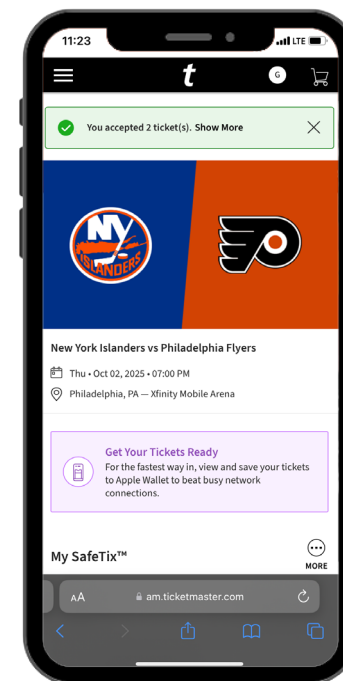 11:23
LTE
t
G
You accepted 2 ticket(s). Show More
NY
ISLANDERS
New York Islanders vs Philadelphia Flyers
Thu • Oct 02, 2025 • 07:00 PM
Philadelphia, PA — Xfinity Mobile Arena
Get Your Tickets Ready
For the fastest way in, view and save your tickets
to Apple Wallet to beat busy network
connections.
My SafeTix™
MORE
AA
am.ticketmaster.com